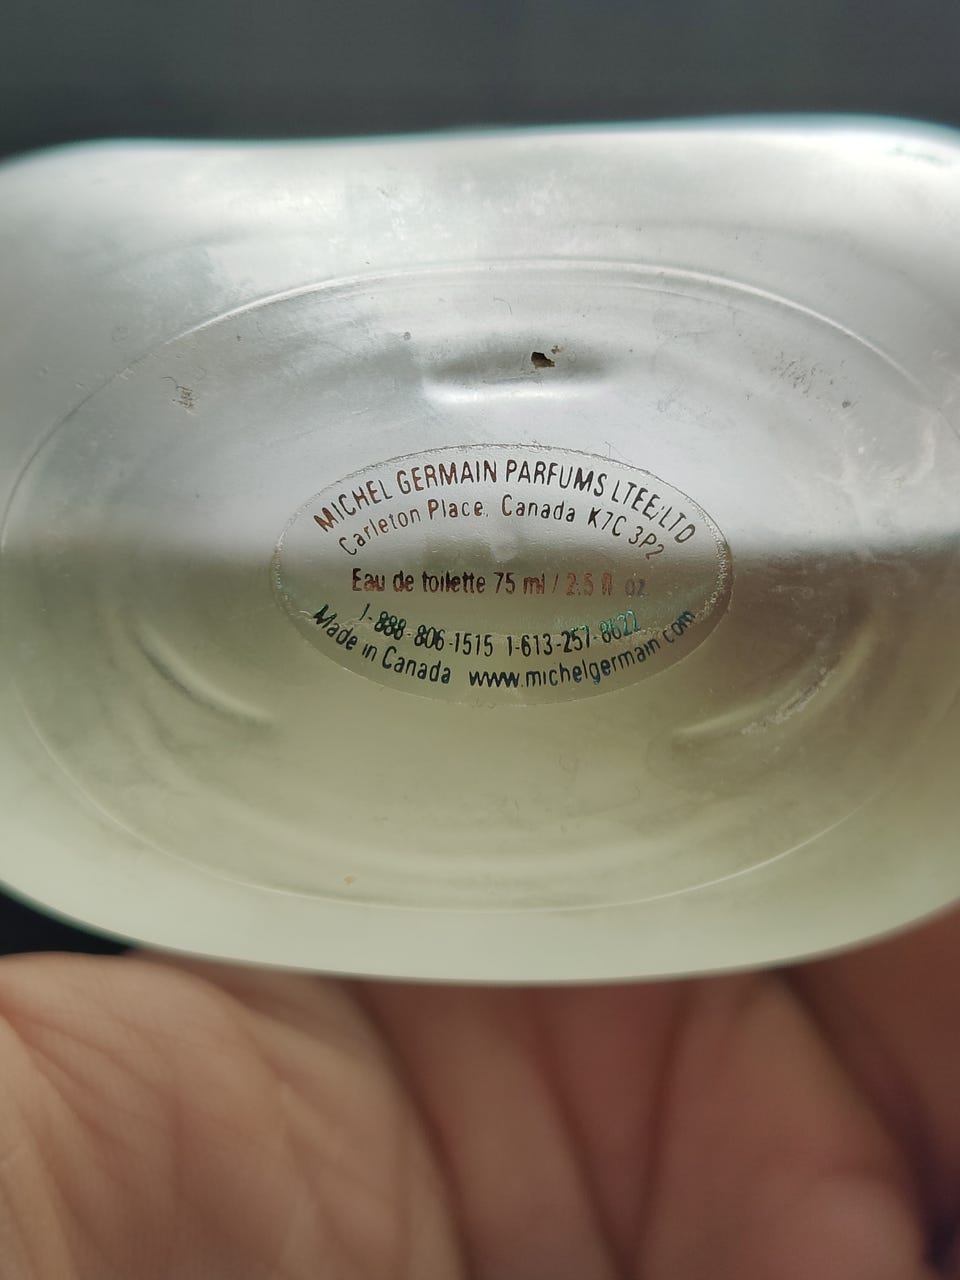 MICHEL GERMAIN PARFUMS LTEE/LTD
Carleton Place, Canada K7C 3P2
Eau de toilette 75 ml / 2.5 fl oz
1-888-806-1515 1-613-257-8622
Made in Canada www.michelgermain.com